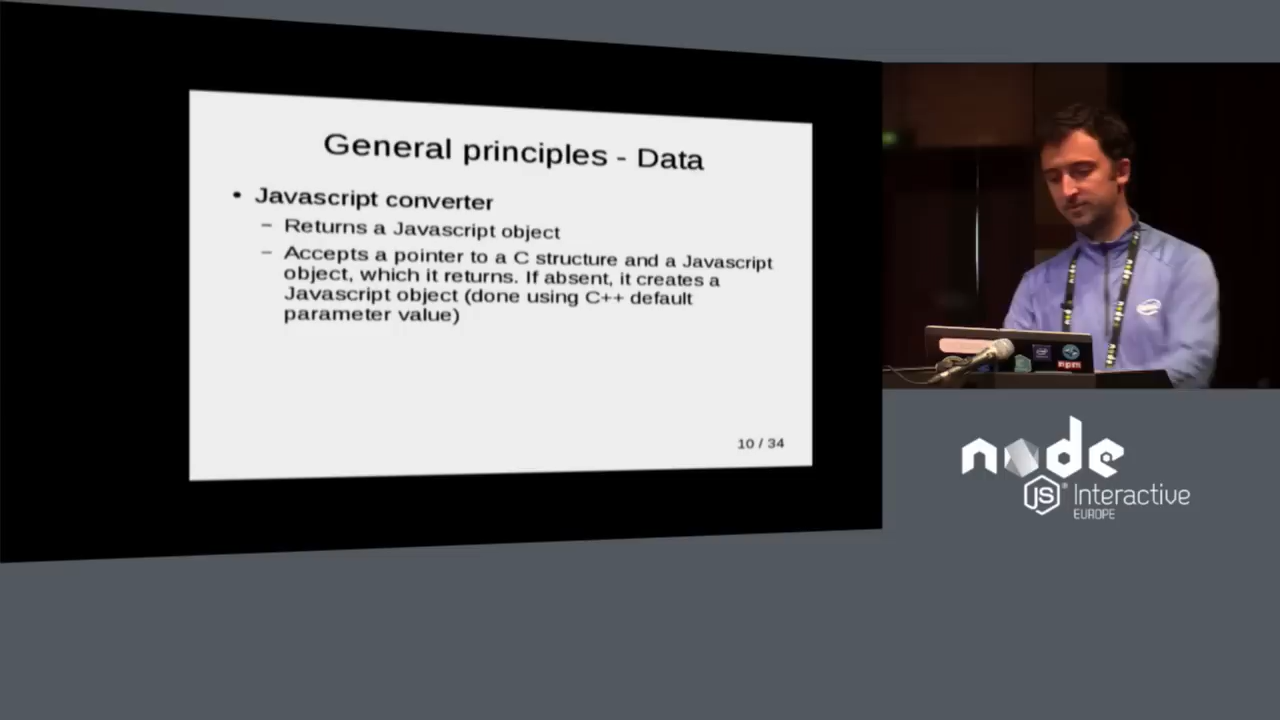 General principles - Data
• Javascript converter
– Returns a Javascript object
– Accepts a pointer to a C structure and a Javascript
object, which it returns. If absent, it creates a
Javascript object (done using C++ default
parameter value)
10 / 34
npm
node
JS® Interactive
EUROPE